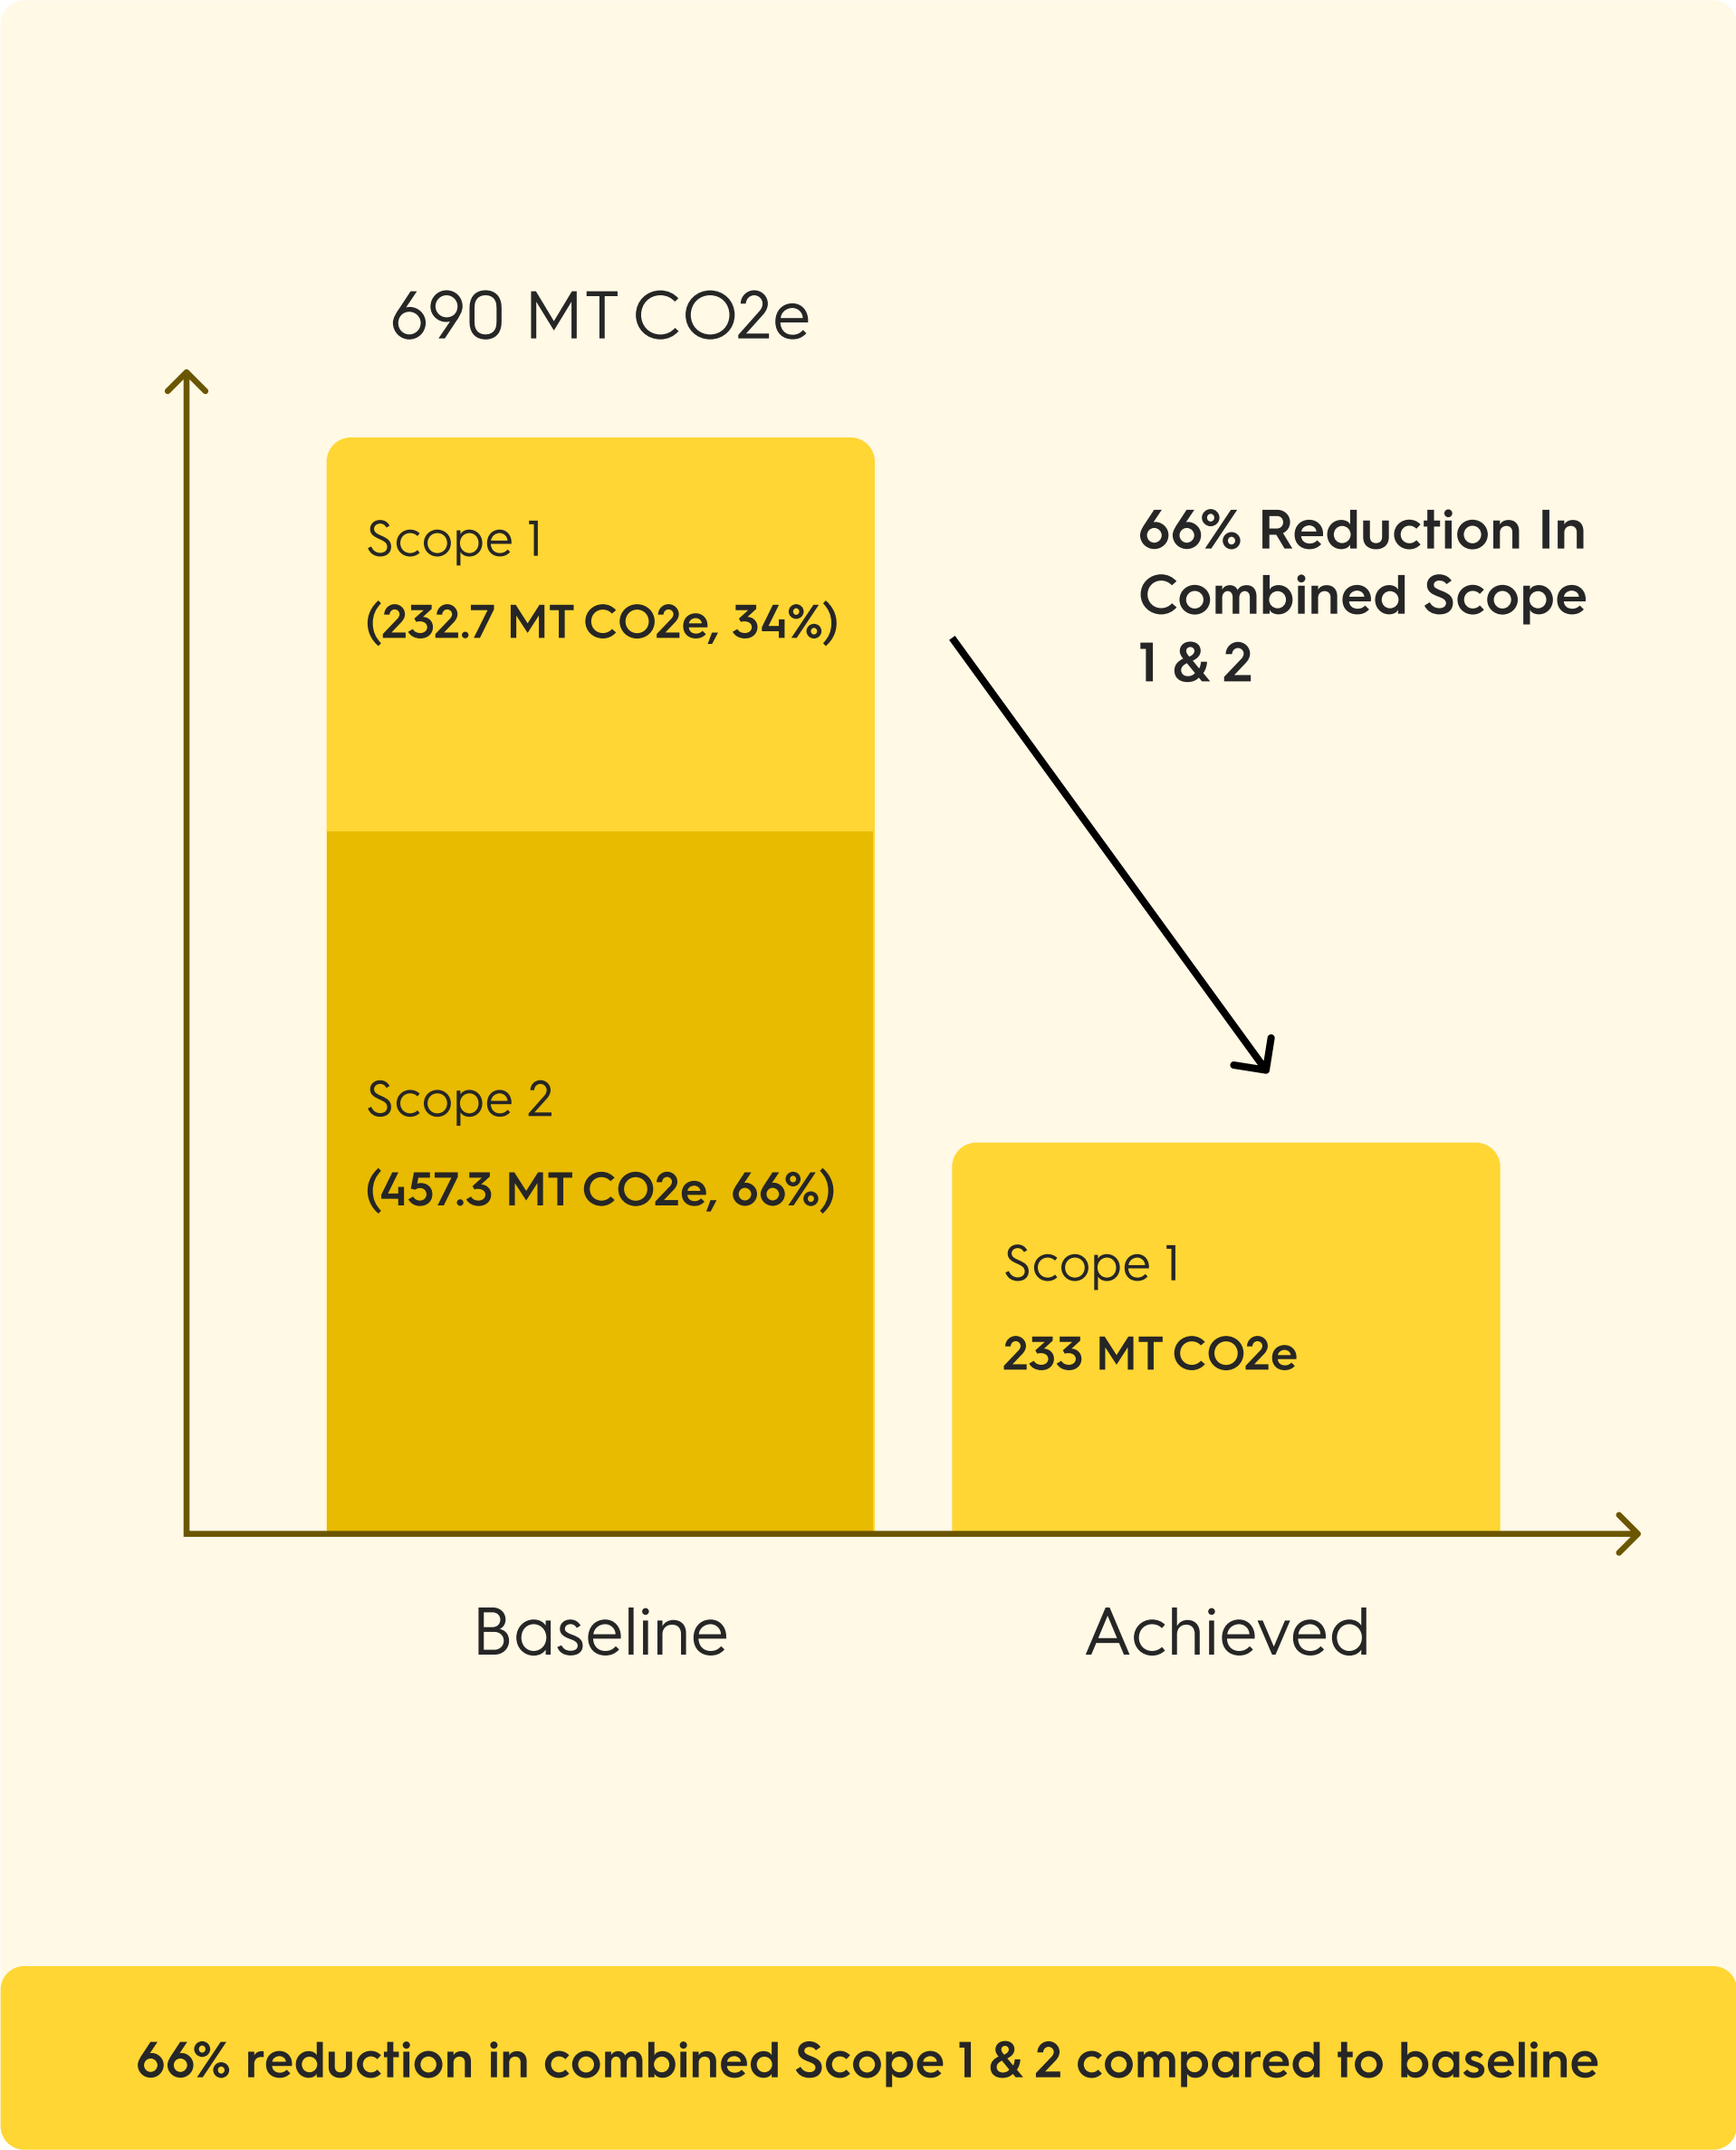 690 MT CO2e
Scope 1
(232.7 MT CO2e, 34%)
66% Reduction In
Combined Scope
1 & 2
Scope 2
(457.3 MT CO2e, 66%)
Scope 1
233 MT CO2e
Baseline
Achieved
66% reduction in combined Scope 1 & 2 compared to baseline